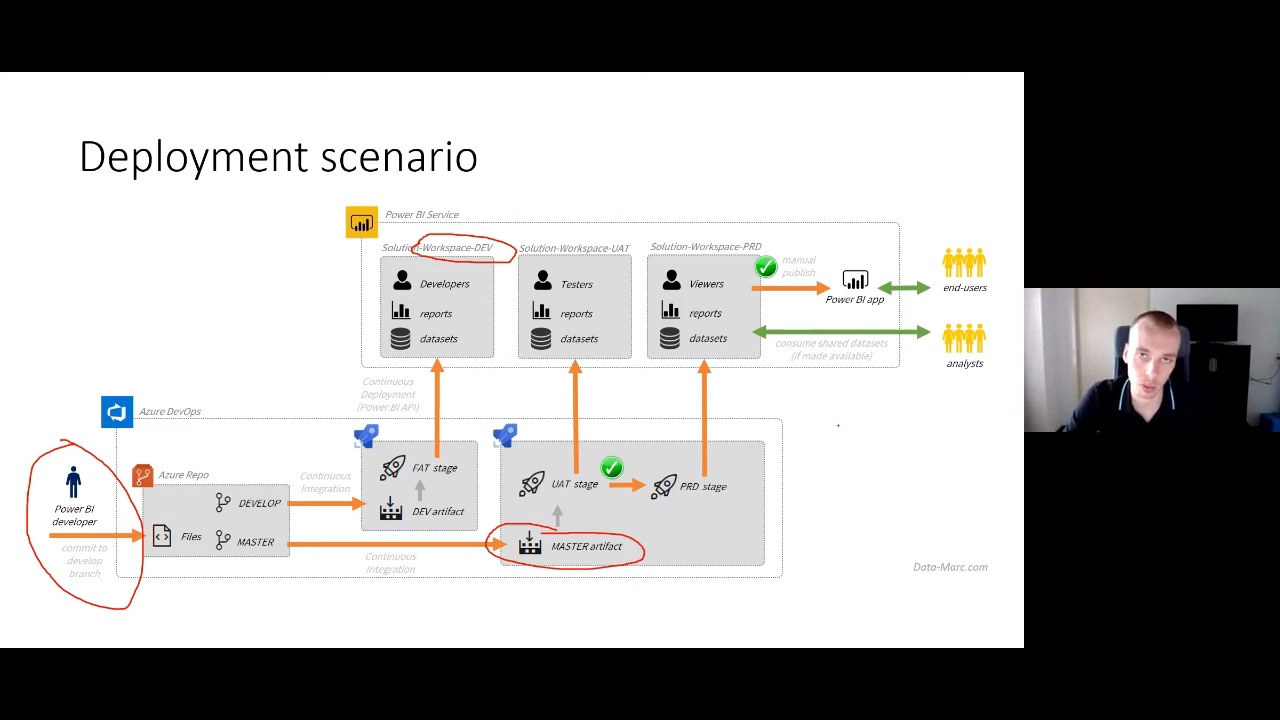 Deployment scenario
Power BI Service
Solution-Workspace-DEV
Developers
reports
datasets
Solution-Workspace-UAT
Testers
reports
datasets
Solution-Workspace-PRD
Viewers
reports
datasets
manual
publish
Power BI app
end-users
consume shared datasets
(if made available)
analysts
Continuous
Deployment
(Power BI API)
Azure DevOps
Power BI
developer
commit to
develop
branch
Azure Repo
Files
DEVELOP
MASTER
Continuous
Integration
FAT stage
DEV artifact
Continuous
Integration
UAT stage
PRD stage
MASTER artifact
Data-Marc.com